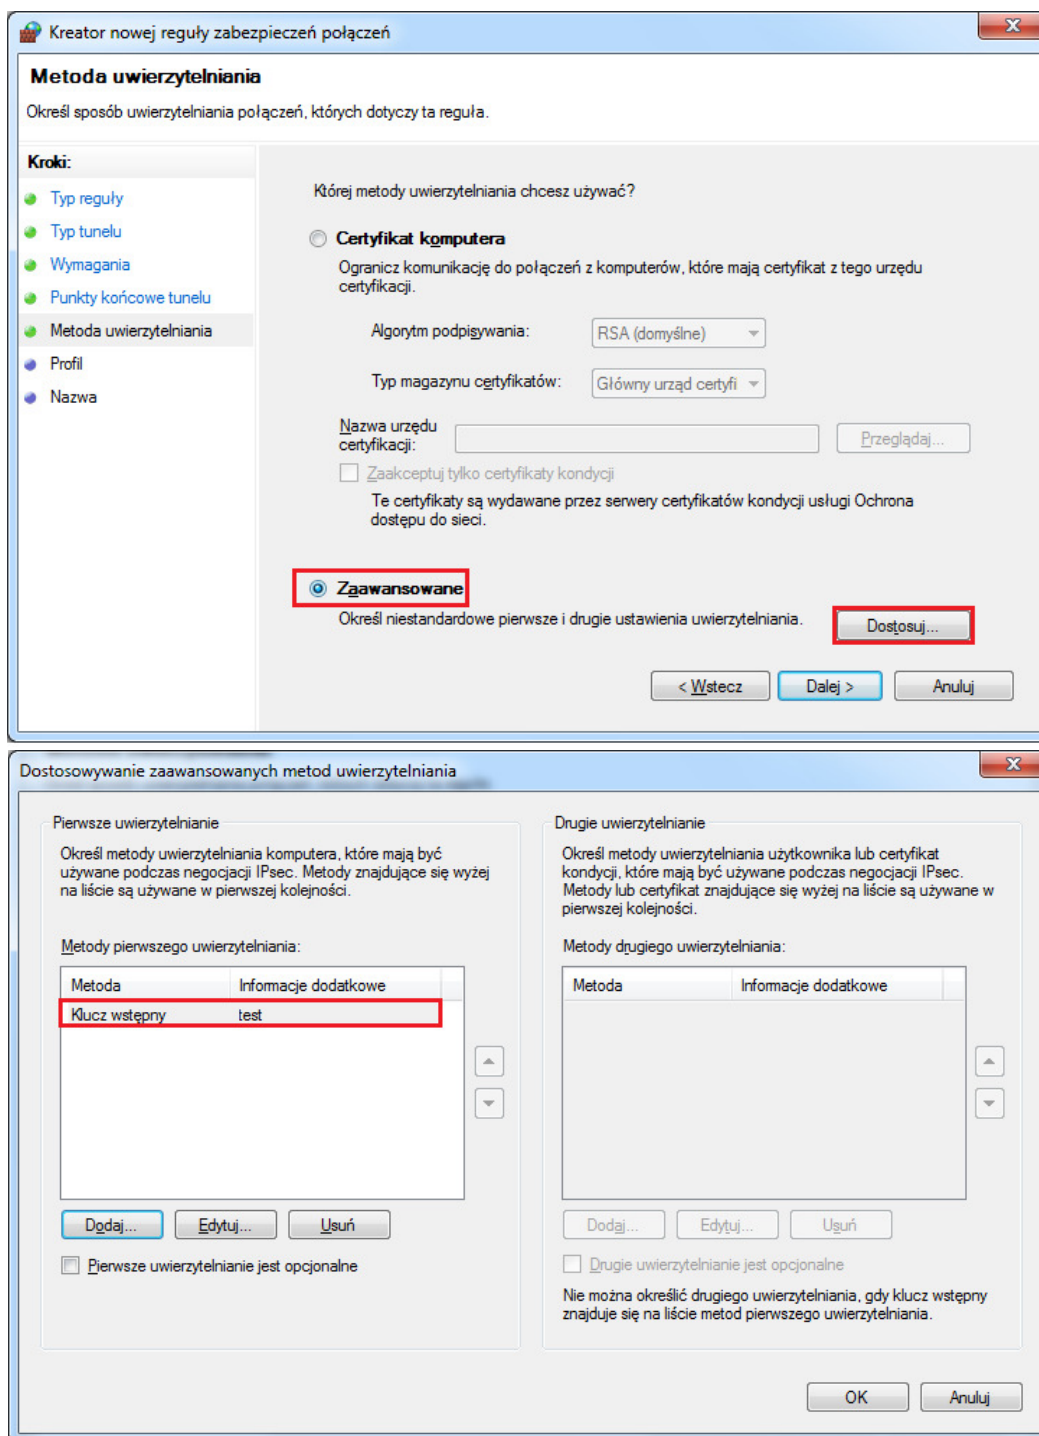 Kreator nowej reguły zabezpieczeń połączeń
Metoda uwierzytelniania
Określ sposób uwierzytelniania połączeń, których dotyczy ta reguła.
Kroki:
Typ reguły
Typ tunelu
Wymagania
Punkty końcowe tunelu
Metoda uwierzytelniania
Profil
Nazwa
Której metody uwierzytelniania chcesz używać?
Certyfikat komputera
Ogranicz komunikację do połączeń z komputerów, które mają certyfikat z tego urzędu
certyfikacji.
Algorytm podpisywania:
RSA (domyślne)
Typ magazynu certyfikatów:
Główny urząd certyfi
Nazwa urzędu
certyfikacji:
Przeglądaj...
Zaakceptuj tylko certyfikaty kondycji
Te certyfikaty są wydawane przez serwery certyfikatów kondycji usługi Ochrona
dostępu do sieci.
Zaawansowane
Określ niestandardowe pierwsze i drugie ustawienia uwierzytelniania.
Dostosuj...
< Wstecz
Dalej >
Anuluj
Dostosowywanie zaawansowanych metod uwierzytelniania
Pierwsze uwierzytelnianie
Określ metody uwierzytelniania komputera, które mają być
używane podczas negocjacji IPsec. Metody znajdujące się wyżej
na liście są używane w pierwszej kolejności.
Metody pierwszego uwierzytelniania:
Metoda Informacje dodatkowe
Klucz wstępny test
Dodaj...
Edytuj...
Usuń
Pierwsze uwierzytelnianie jest opcjonalne
Drugie uwierzytelnianie
Określ metody uwierzytelniania użytkownika lub certyfikat
kondycji, które mają być używane podczas negocjacji IPsec.
Metody lub certyfikat znajdujące się wyżej na liście są używane w
pierwszej kolejności.
Metody drugiego uwierzytelniania:
Metoda Informacje dodatkowe
Dodaj...
Edytuj...
Usuń
Drugie uwierzytelnianie jest opcjonalne
Nie można określić drugiego uwierzytelniania, gdy klucz wstępny
znajduje się na liście metod pierwszego uwierzytelniania.
OK
Anuluj